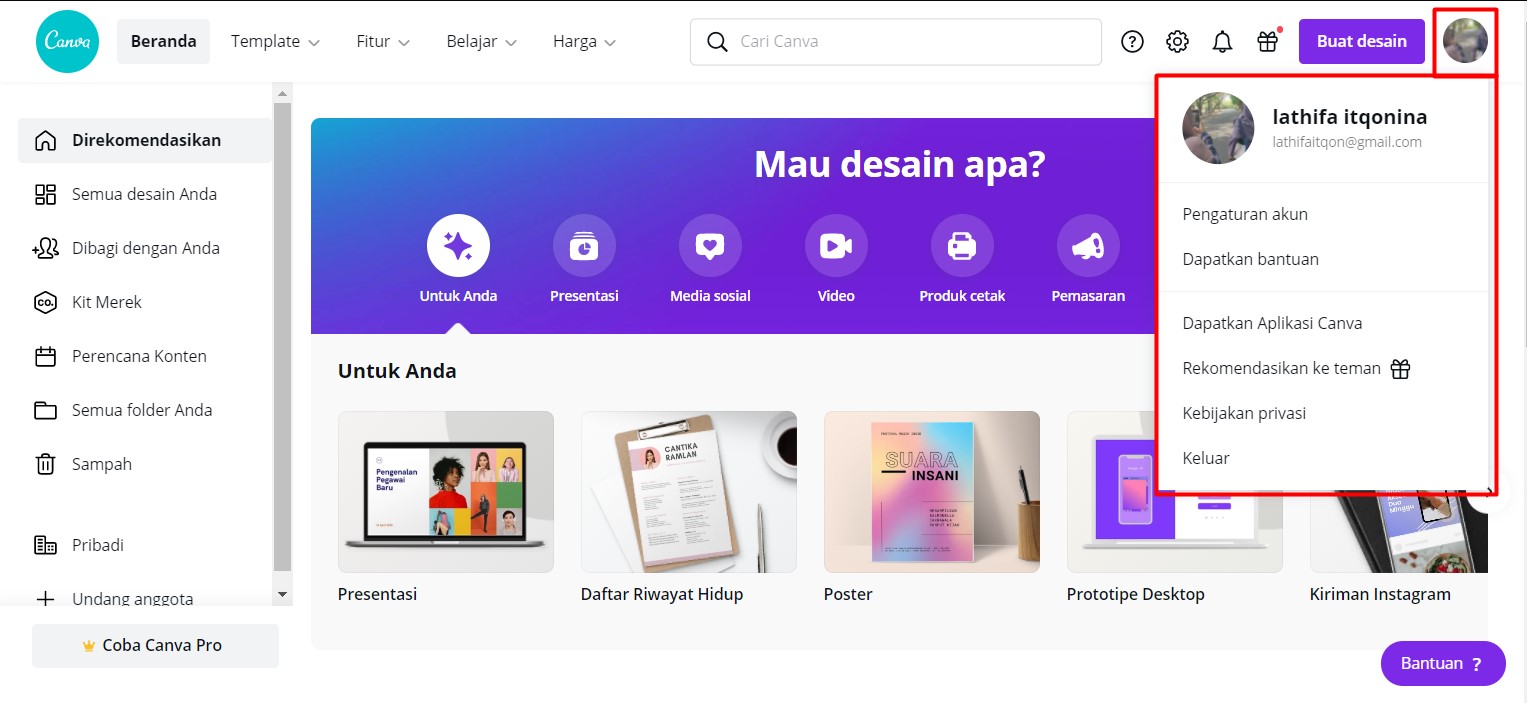 Canva
Beranda
Template
Fitur
Belajar
Harga
Cari Canva
Buat desain
lathifa itqonina
lathifaitqon@gmail.com
Pengaturan akun
Dapatkan bantuan
Dapatkan Aplikasi Canva
Rekomendasikan ke teman
Kebijakan privasi
Keluar
Direkomendasikan
Semua desain Anda
Dibagi dengan Anda
CO.
Kit Merek
Perencana Konten
Semua folder Anda
Sampah
Pribadi
Undang anggota
Coba Canva Pro
Mau desain apa?
Untuk Anda
Presentasi
Media sosial
Video
Produk cetak
Pemasaran
Untuk Anda
Pengenalan
Pegawai
Baru
CANTIKA
RAMLAN
SUARA
INSANI
Presentasi
Daftar Riwayat Hidup
Poster
Prototipe Desktop
Kiriman Instagram
Bantuan ?